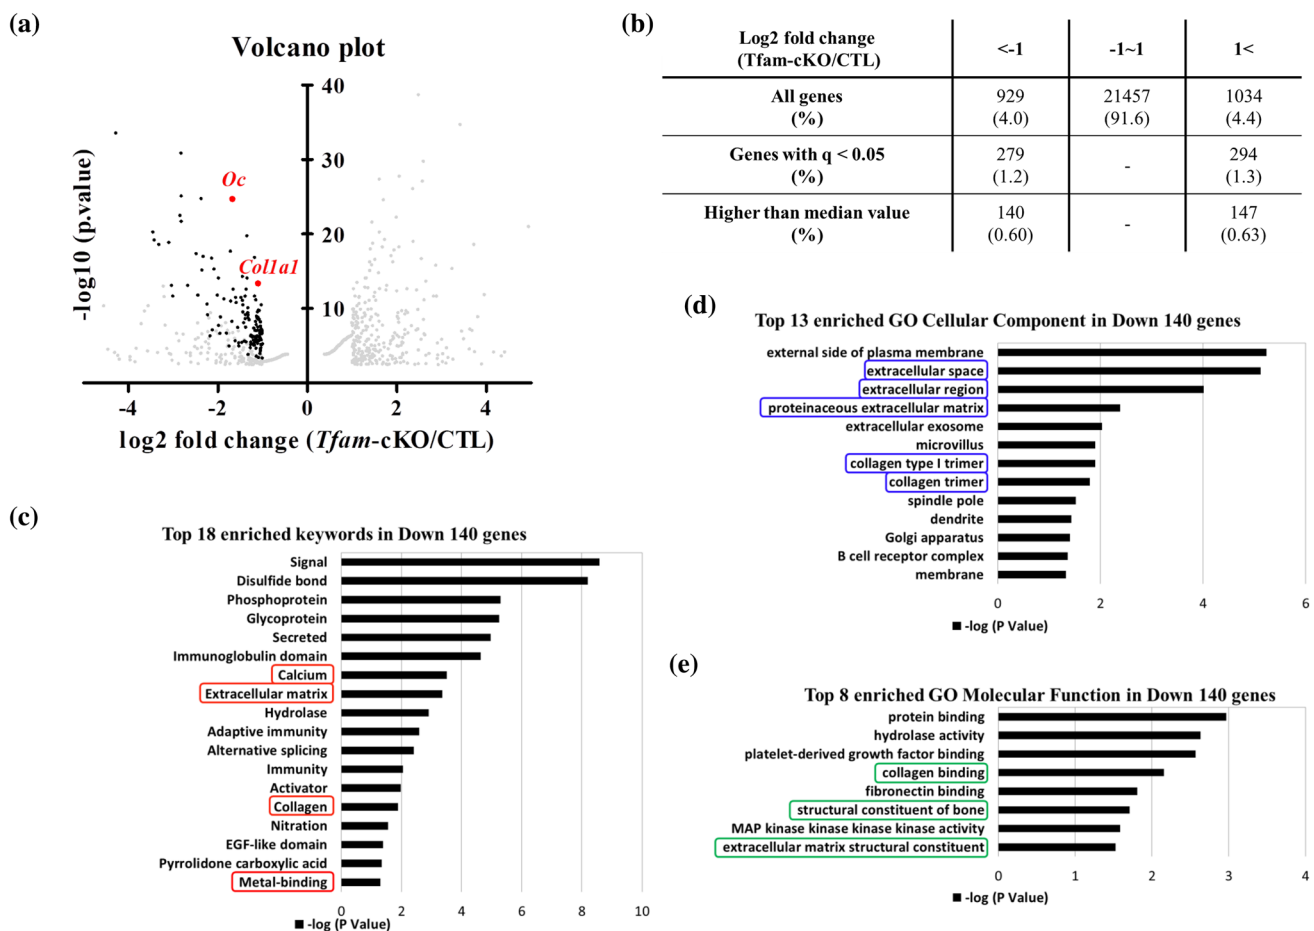 (a)
Volcano plot
40
30
20
10
Oc
Col1a1
-log10 (p.value)
-4
-2
0
2
4
log2 fold change (Tfam-cKO/CTL)
(b)
Log2 fold change
(Tfam-cKO/CTL)
<-1
-1~1
1<
All genes
(%)
929
(4.0)
21457
(91.6)
1034
(4.4)
Genes with q < 0.05
(%)
279
(1.2)
-
294
(1.3)
Higher than median value
(%)
140
(0.60)
-
147
(0.63)
(c)
Top 18 enriched keywords in Down 140 genes
Signal
Disulfide bond
Phosphoprotein
Glycoprotein
Secreted
Immunoglobulin domain
Calcium
Extracellular matrix
Hydrolase
Adaptive immunity
Alternative splicing
Immunity
Activator
Collagen
Nitration
EGF-like domain
Pyrrolidone carboxylic acid
Metal-binding
0
2
4
6
8
10
-log (P Value)
(d)
Top 13 enriched GO Cellular Component in Down 140 genes
external side of plasma membrane
extracellular space
extracellular region
proteinaceous extracellular matrix
extracellular exosome
microvillus
collagen type I trimer
collagen trimer
spindle pole
dendrite
Golgi apparatus
B cell receptor complex
membrane
0
2
4
6
-log (P Value)
(e)
Top 8 enriched GO Molecular Function in Down 140 genes
protein binding
hydrolase activity
platelet-derived growth factor binding
collagen binding
fibronectin binding
structural constituent of bone
MAP kinase kinase kinase kinase activity
extracellular matrix structural constituent
0
1
2
3
4
-log (P Value)